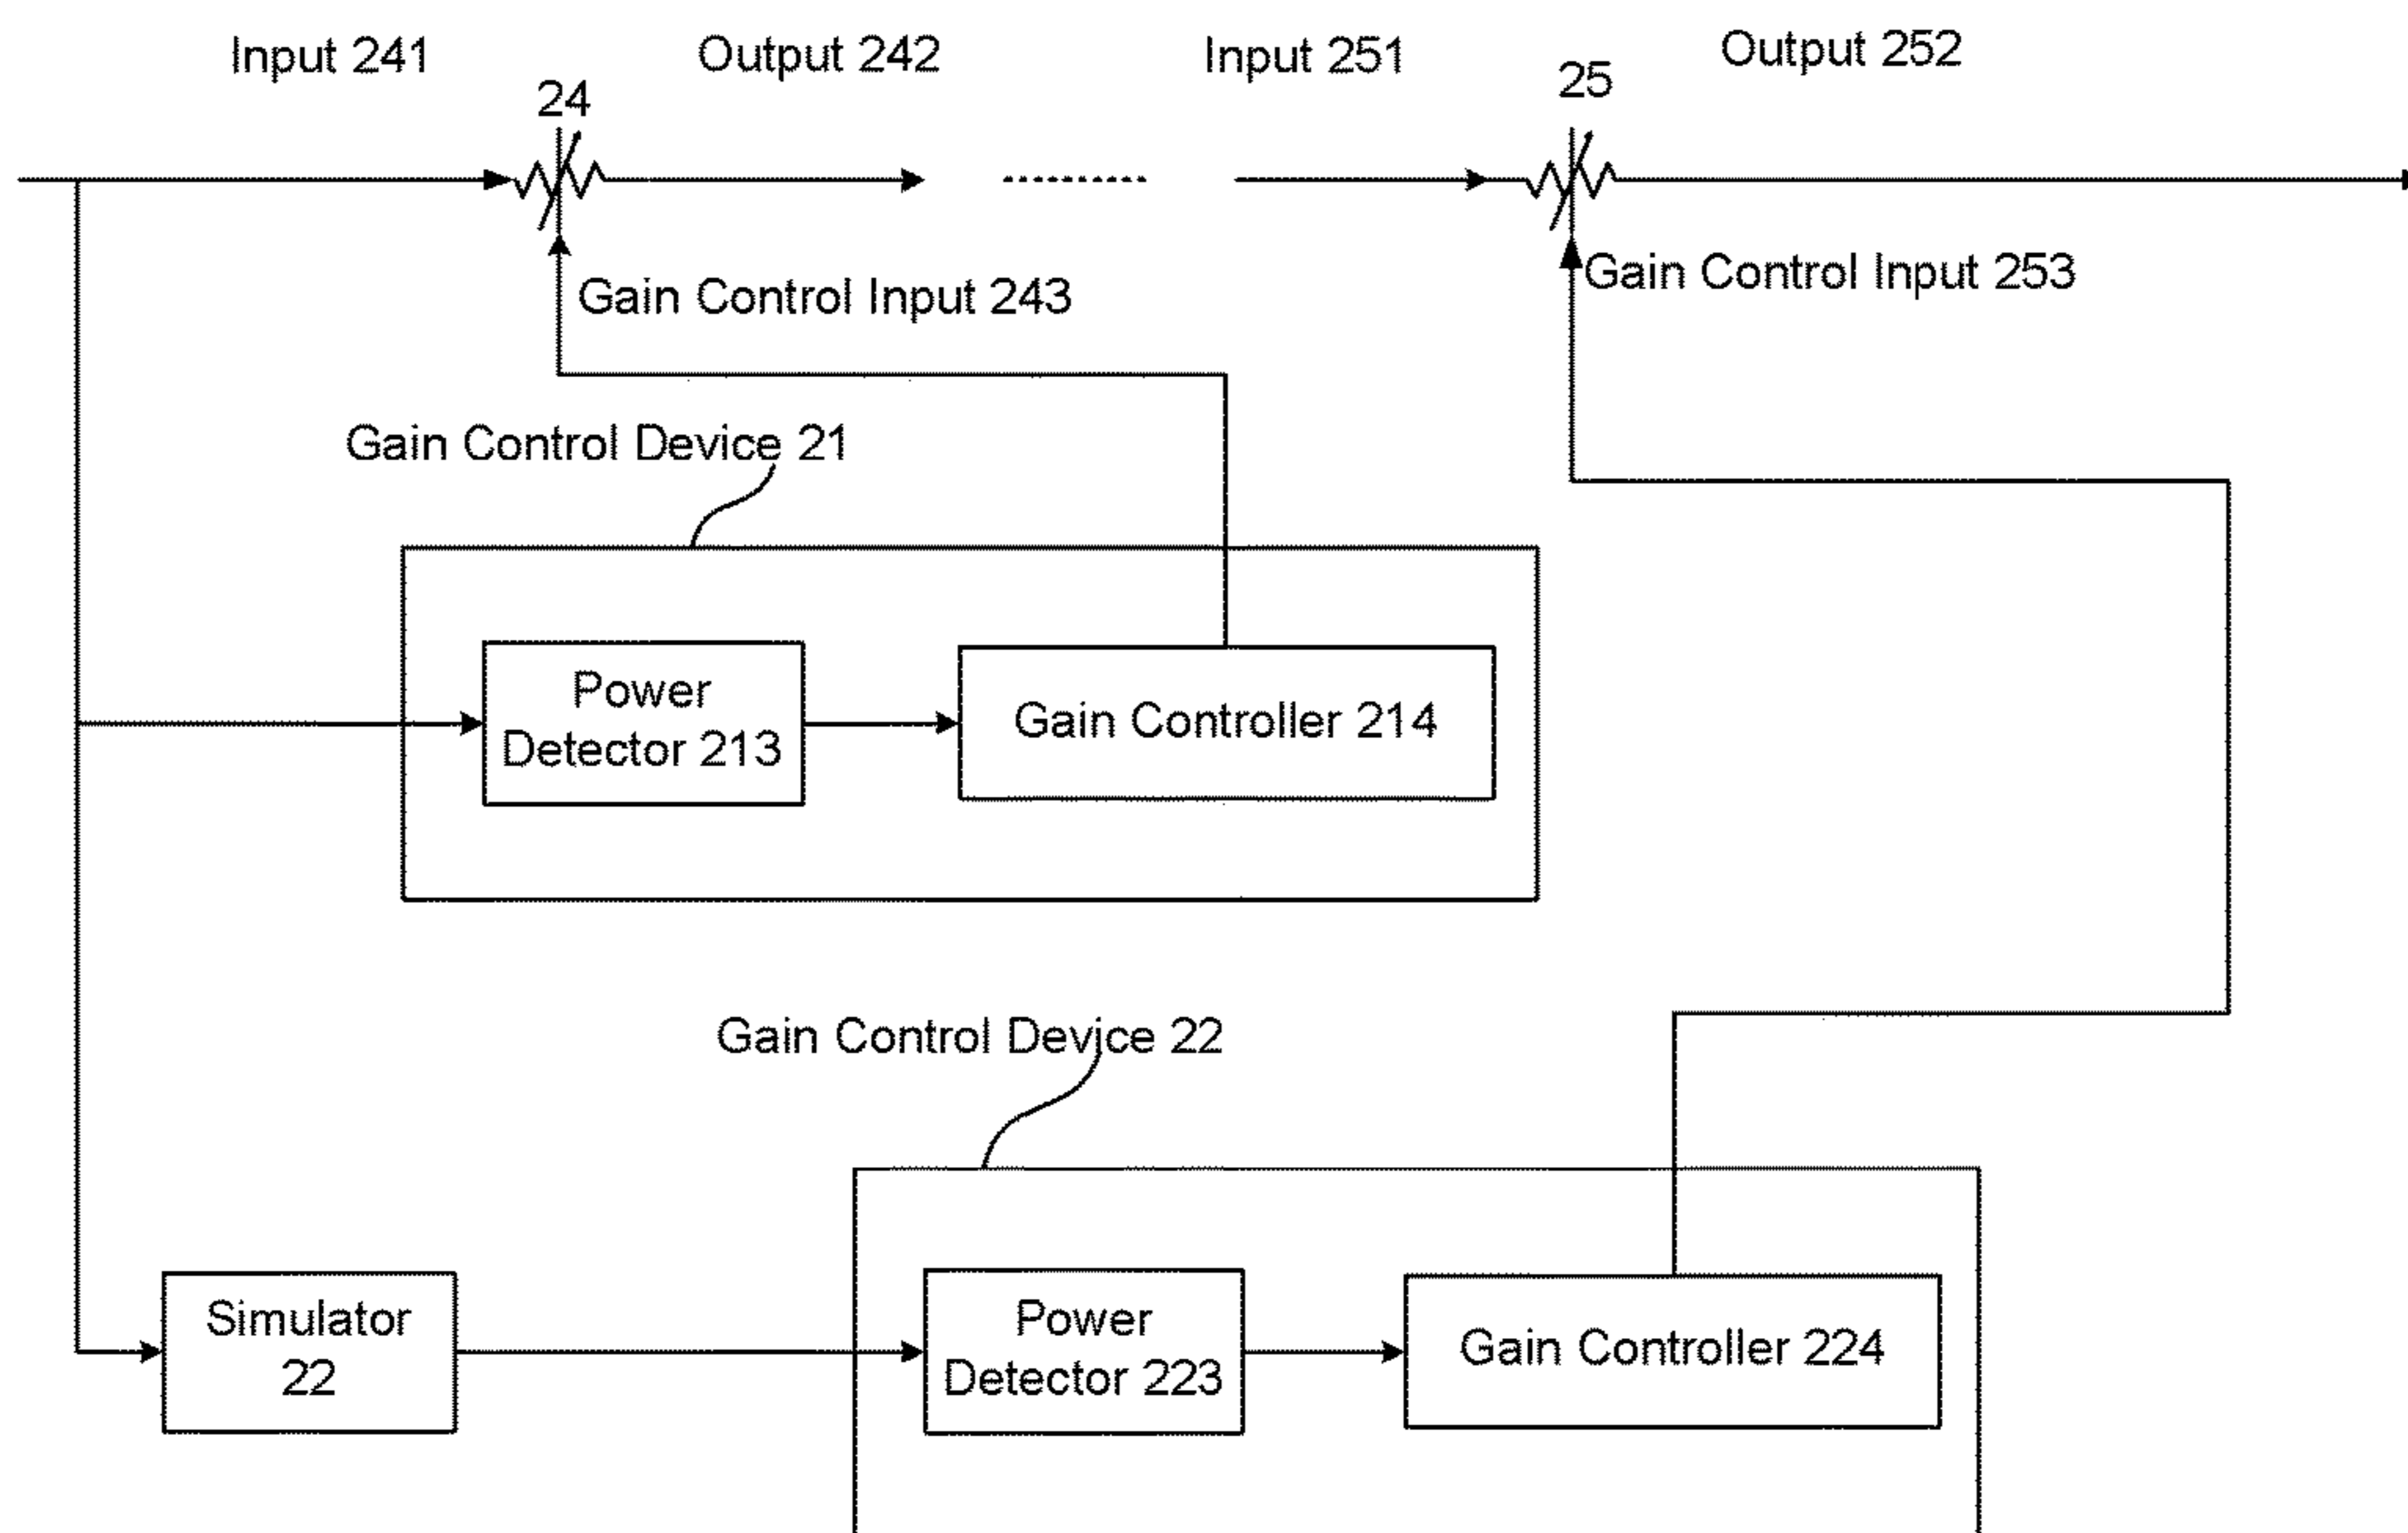 Input 241
Output 242
Input 251
Output 252
24
25
Gain Control Input 243
Gain Control Input 253
Gain Control Device 21
Power
Detector 213
Gain Controller 214
Gain Control Device 22
Simulator
22
Power
Detector 223
Gain Controller 224